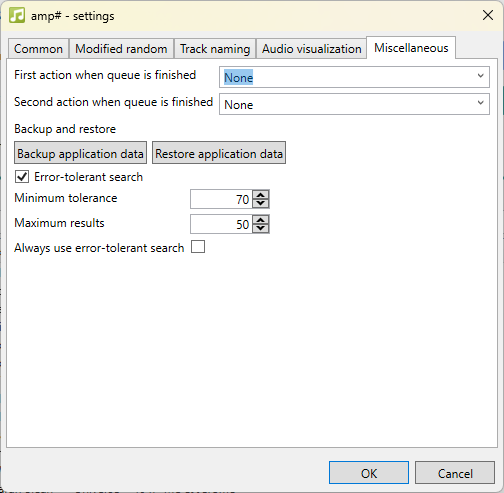 amp# - settings
Common
Modified random
Track naming
Audio visualization
Miscellaneous
First action when queue is finished
None
Second action when queue is finished
None
Backup and restore
Backup application data
Restore application data
Error-tolerant search
Minimum tolerance
70
Maximum results
50
Always use error-tolerant search
OK
Cancel